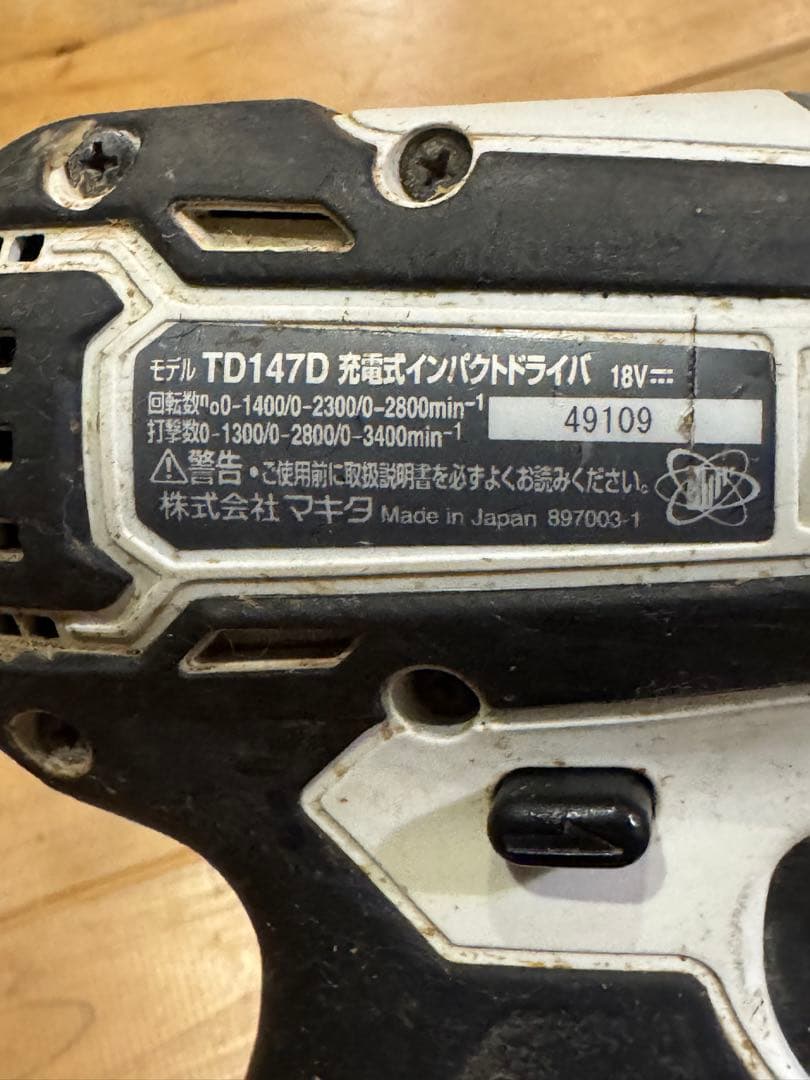 モデル TD147D 充電式インパクトドライバ 18V
回転数n₀0-1400/0-2300/0-2800min⁻¹
49109
打撃数0-1300/0-2800/0-3400min⁻¹
警告・ご使用前に取扱説明書を必ずよくお読みください。
株式会社マキタ Made in Japan 897003-1